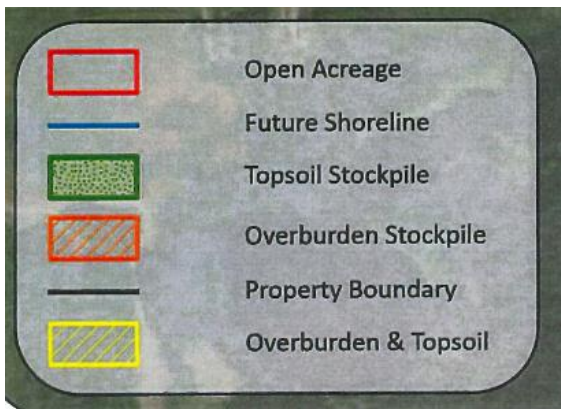 Open Acreage
Future Shoreline
Topsoil Stockpile
Overburden Stockpile
Property Boundary
Overburden & Topsoil